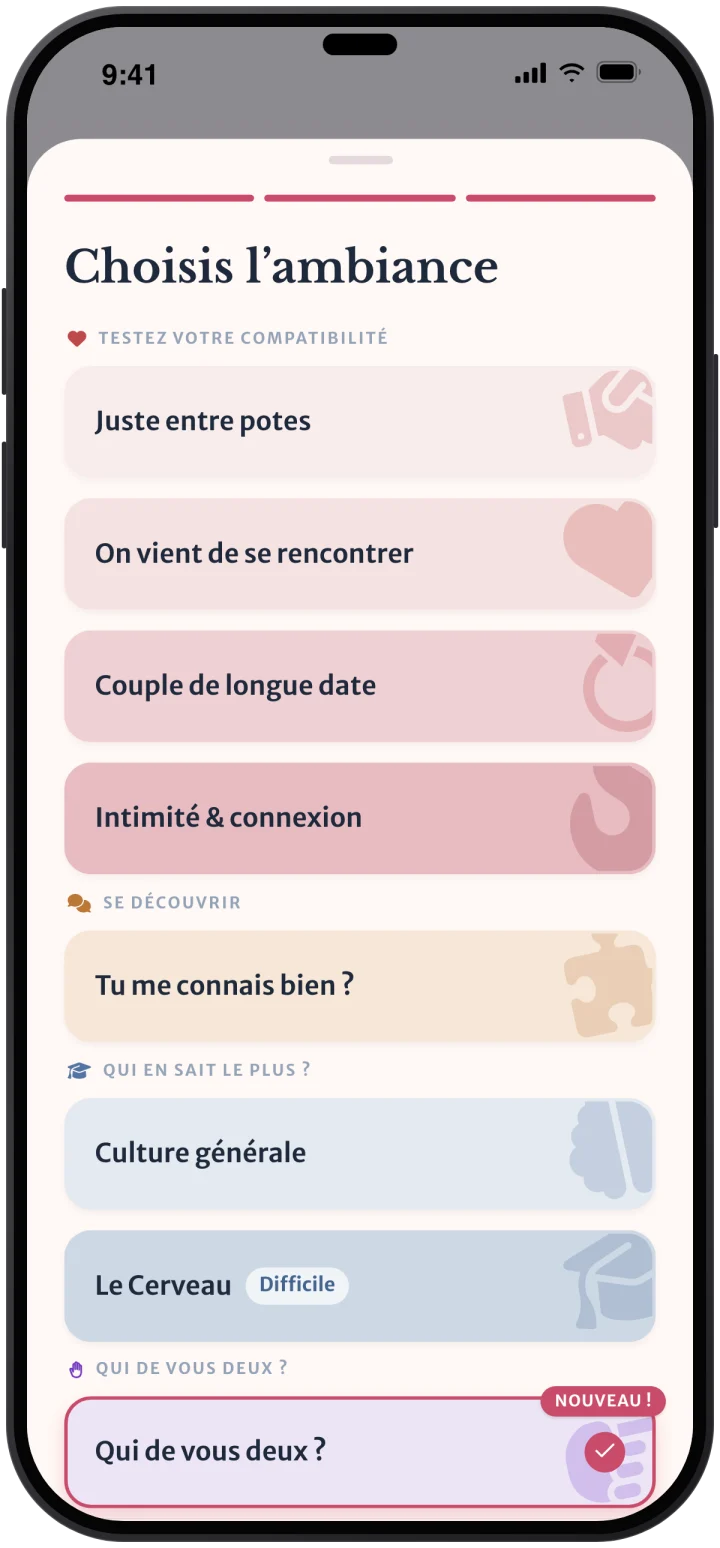 9:41
Choisis l’ambiance
TESTEZ VOTRE COMPATIBILITÉ
Juste entre potes
On vient de se rencontrer
Couple de longue date
Intimité & connexion
SE DÉCOUVRIR
Tu me connais bien ?
QUI EN SAIT LE PLUS ?
Culture générale
Le Cerveau Difficile
QUI DE VOUS DEUX ?
NOUVEAU !
Qui de vous deux ?